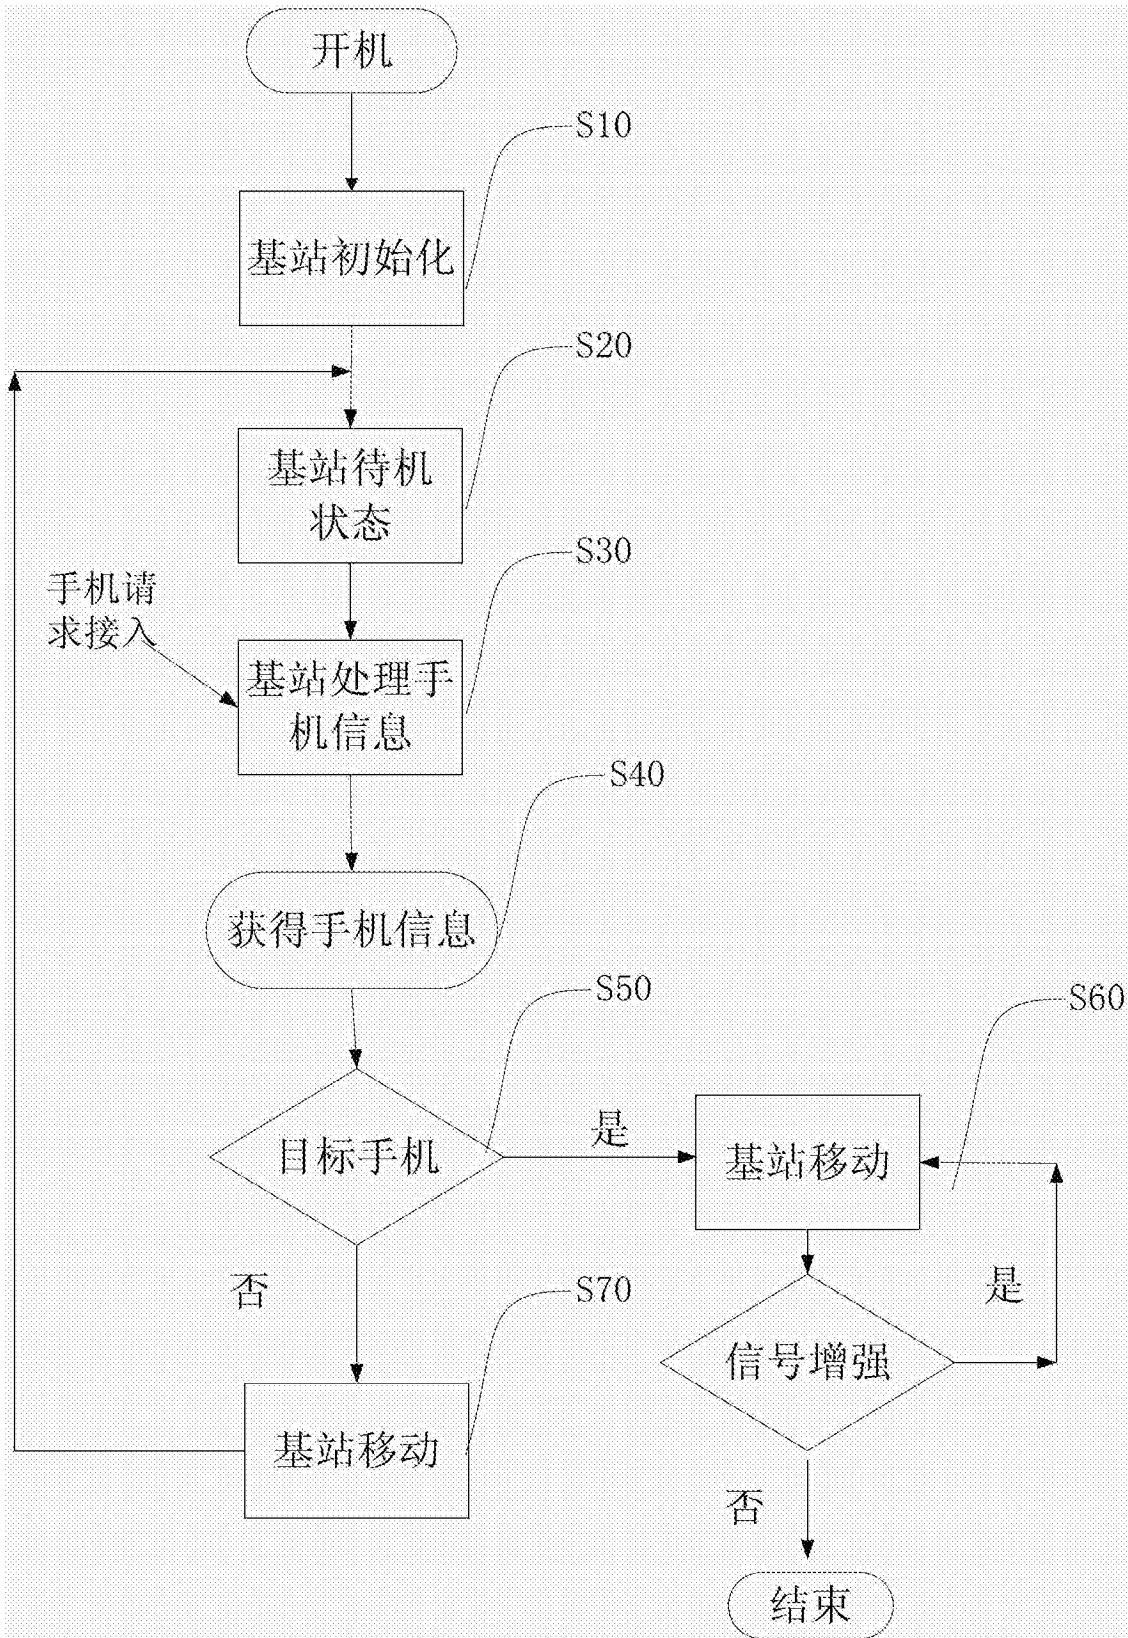 开机
S10
基站初始化
S20
基站待机
状态
S30
手机请
求接入
基站处理手
机信息
S40
获得手机信息
S50
S60
目标手机
是
基站移动
否
S70
是
信号增强
基站移动
否
结束